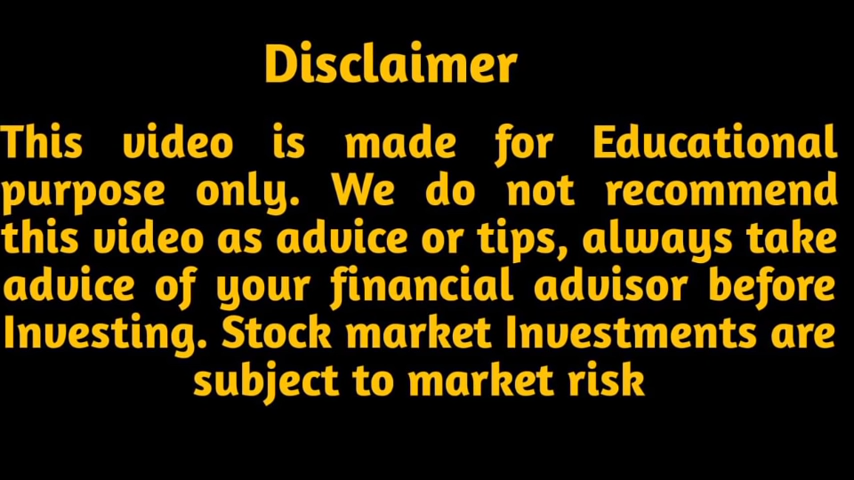 Disclaimer
This video is made for Educational
purpose only. We do not recommend
this video as advice or tips, always take
advice of your financial advisor before
Investing. Stock market Investments are
subject to market risk